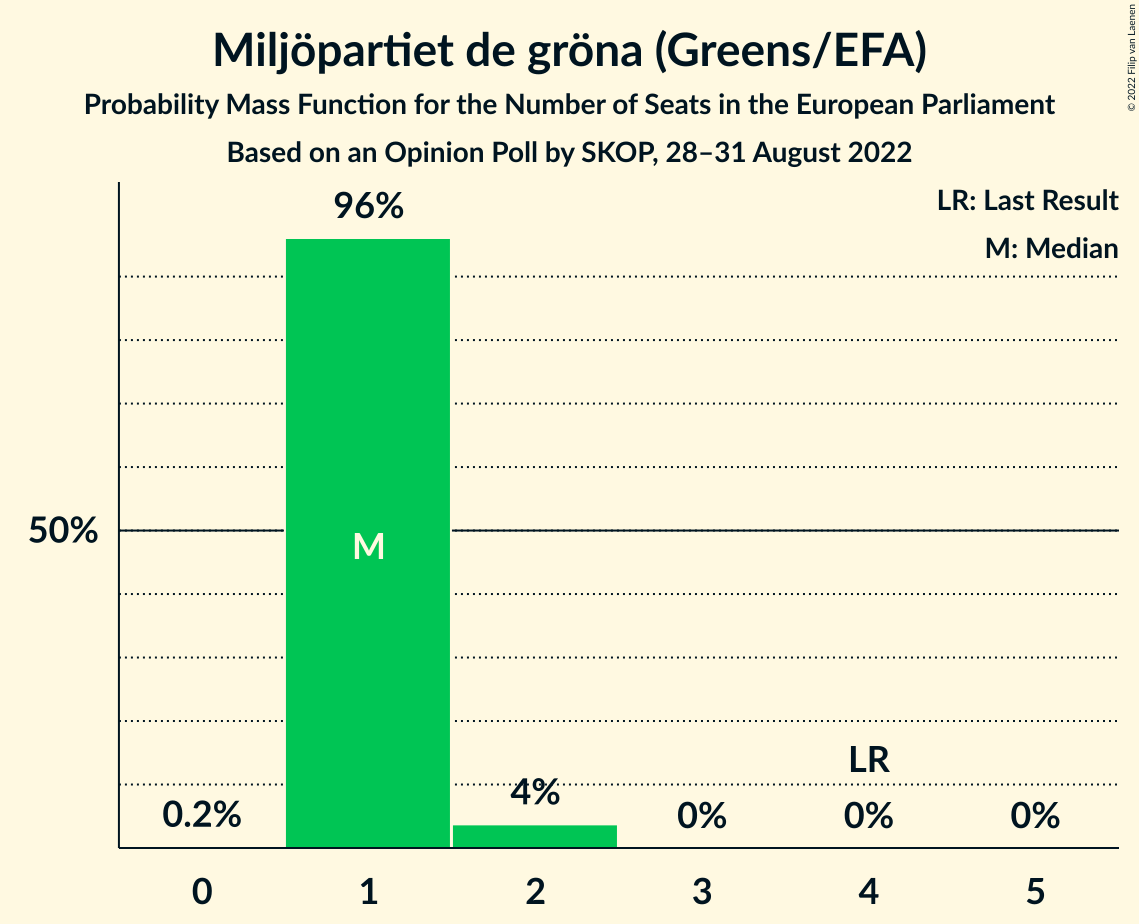 Miljöpartiet de gröna (Greens/EFA)
Probability Mass Function for the Number of Seats in the European Parliament
Based on an Opinion Poll by SKOP, 28–31 August 2022
© 2022 Filip van Laenen
LR: Last Result
M: Median
96%
50%
M
LR
0.2%
4%
0%
0%
0%
0 1 2 3 4 5